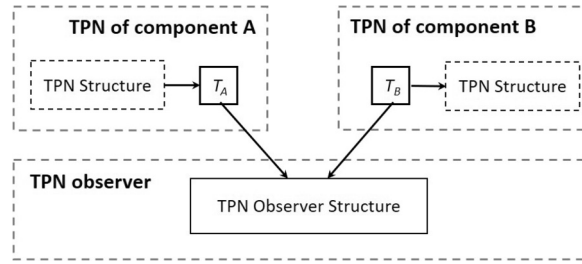 TPN of component A
TPN of component B
TPN Structure
T_A
T_B
TPN Structure
TPN observer
TPN Observer Structure